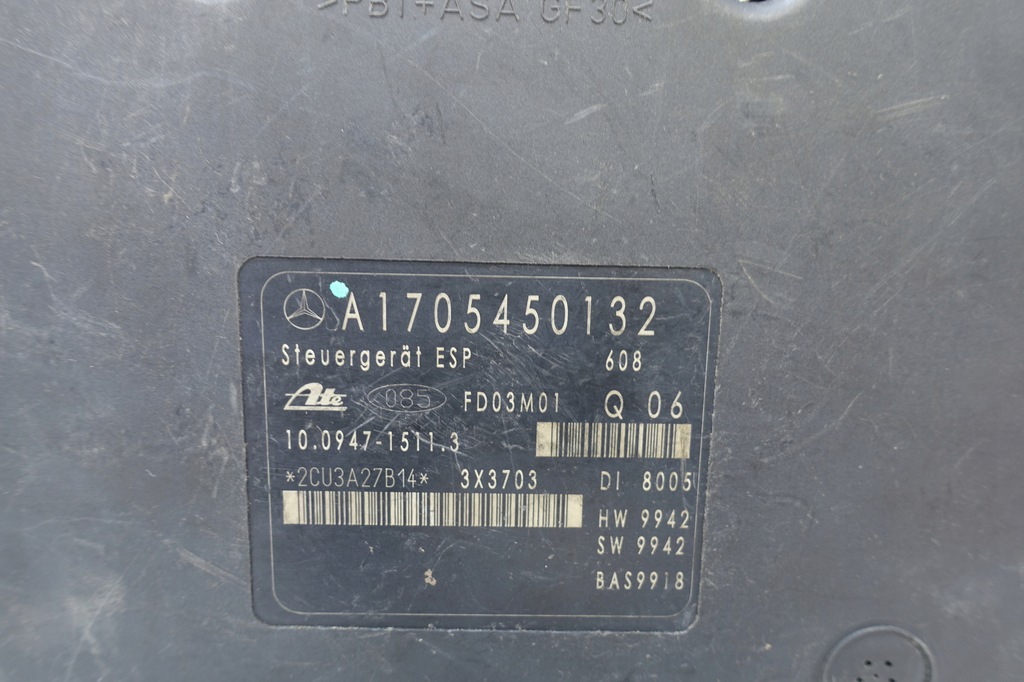 >PBT+ASA GF30<
A1705450132
Steuergerät ESP 608
Ate 085 FD03M01 Q 06
10.0947-1511.3
*2CU3A27B14* 3X3703 DI 8005
HW 9942
SW 9942
BAS9918